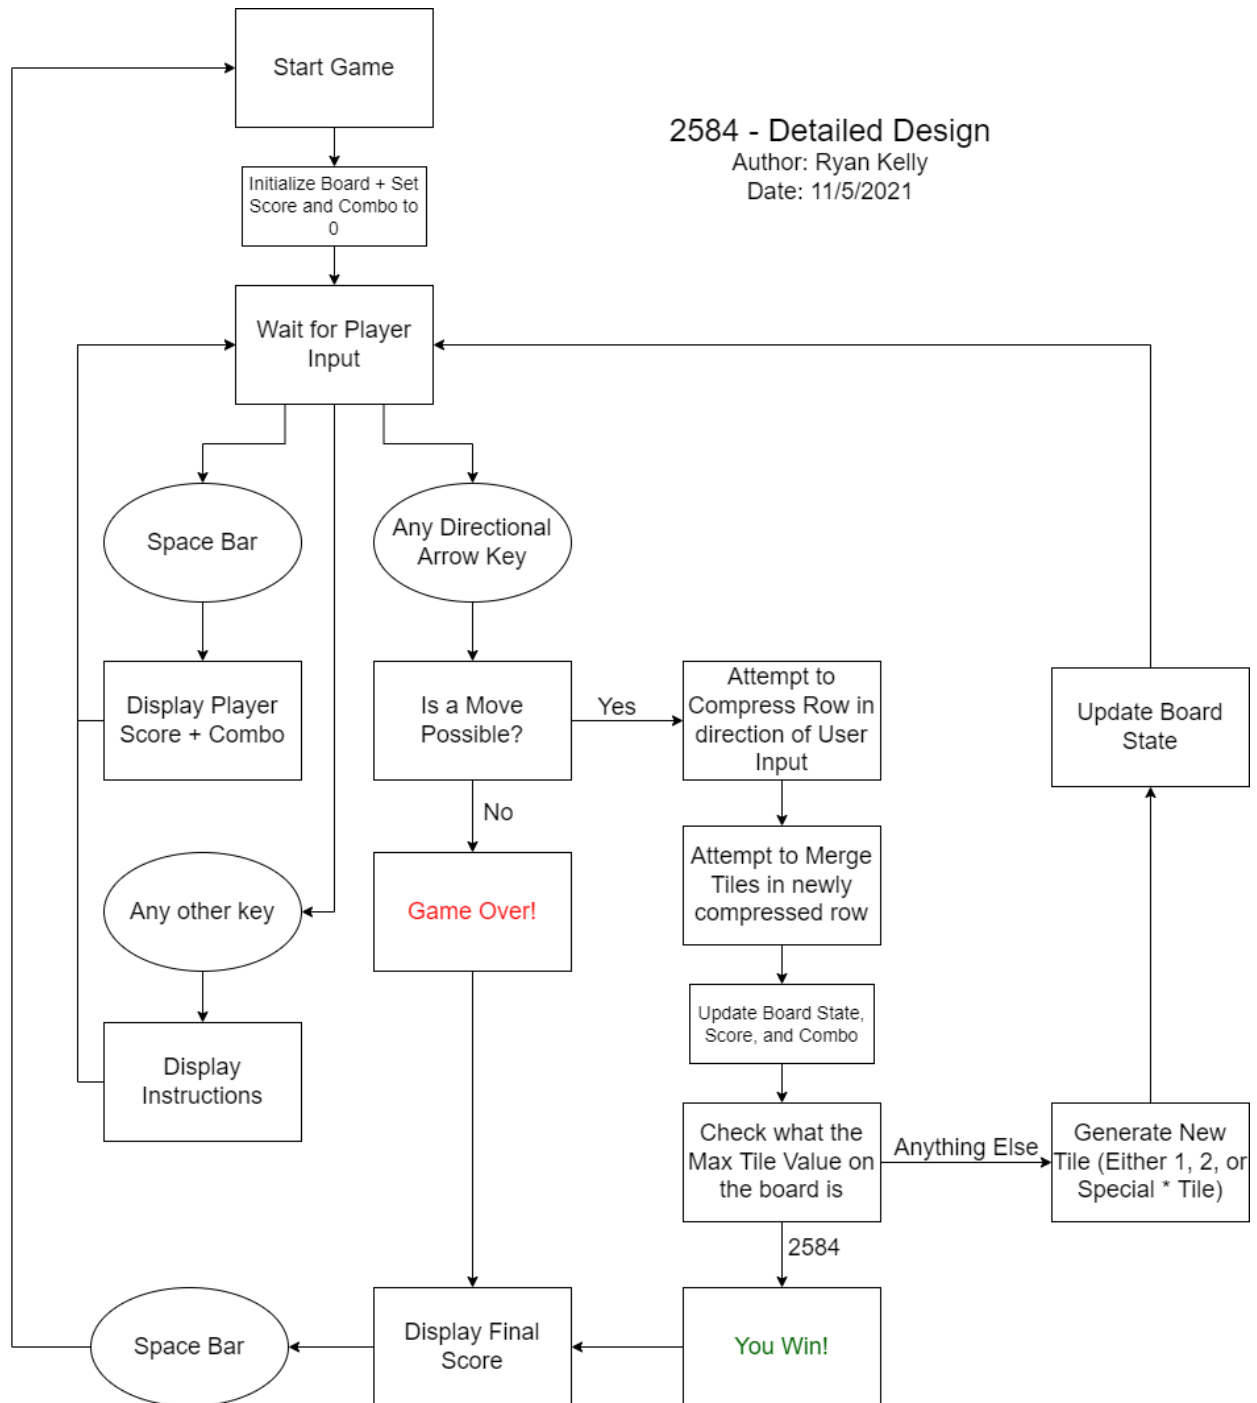 Start Game
2584 - Detailed Design
Author: Ryan Kelly
Date: 11/5/2021
Initialize Board + Set
Score and Combo to
0
Wait for Player
Input
Space Bar
Any Directional
Arrow Key
Display Player
Score + Combo
Is a Move
Possible?
Yes
Attempt to
Compress Row in
direction of User
Input
Update Board
State
No
Any other key
Game Over!
Attempt to Merge
Tiles in newly
compressed row
Display
Instructions
Update Board State,
Score, and Combo
Check what the
Max Tile Value on
the board is
Anything Else
Generate New
Tile (Either 1, 2, or
Special * Tile)
2584
Space Bar
Display Final
Score
You Win!